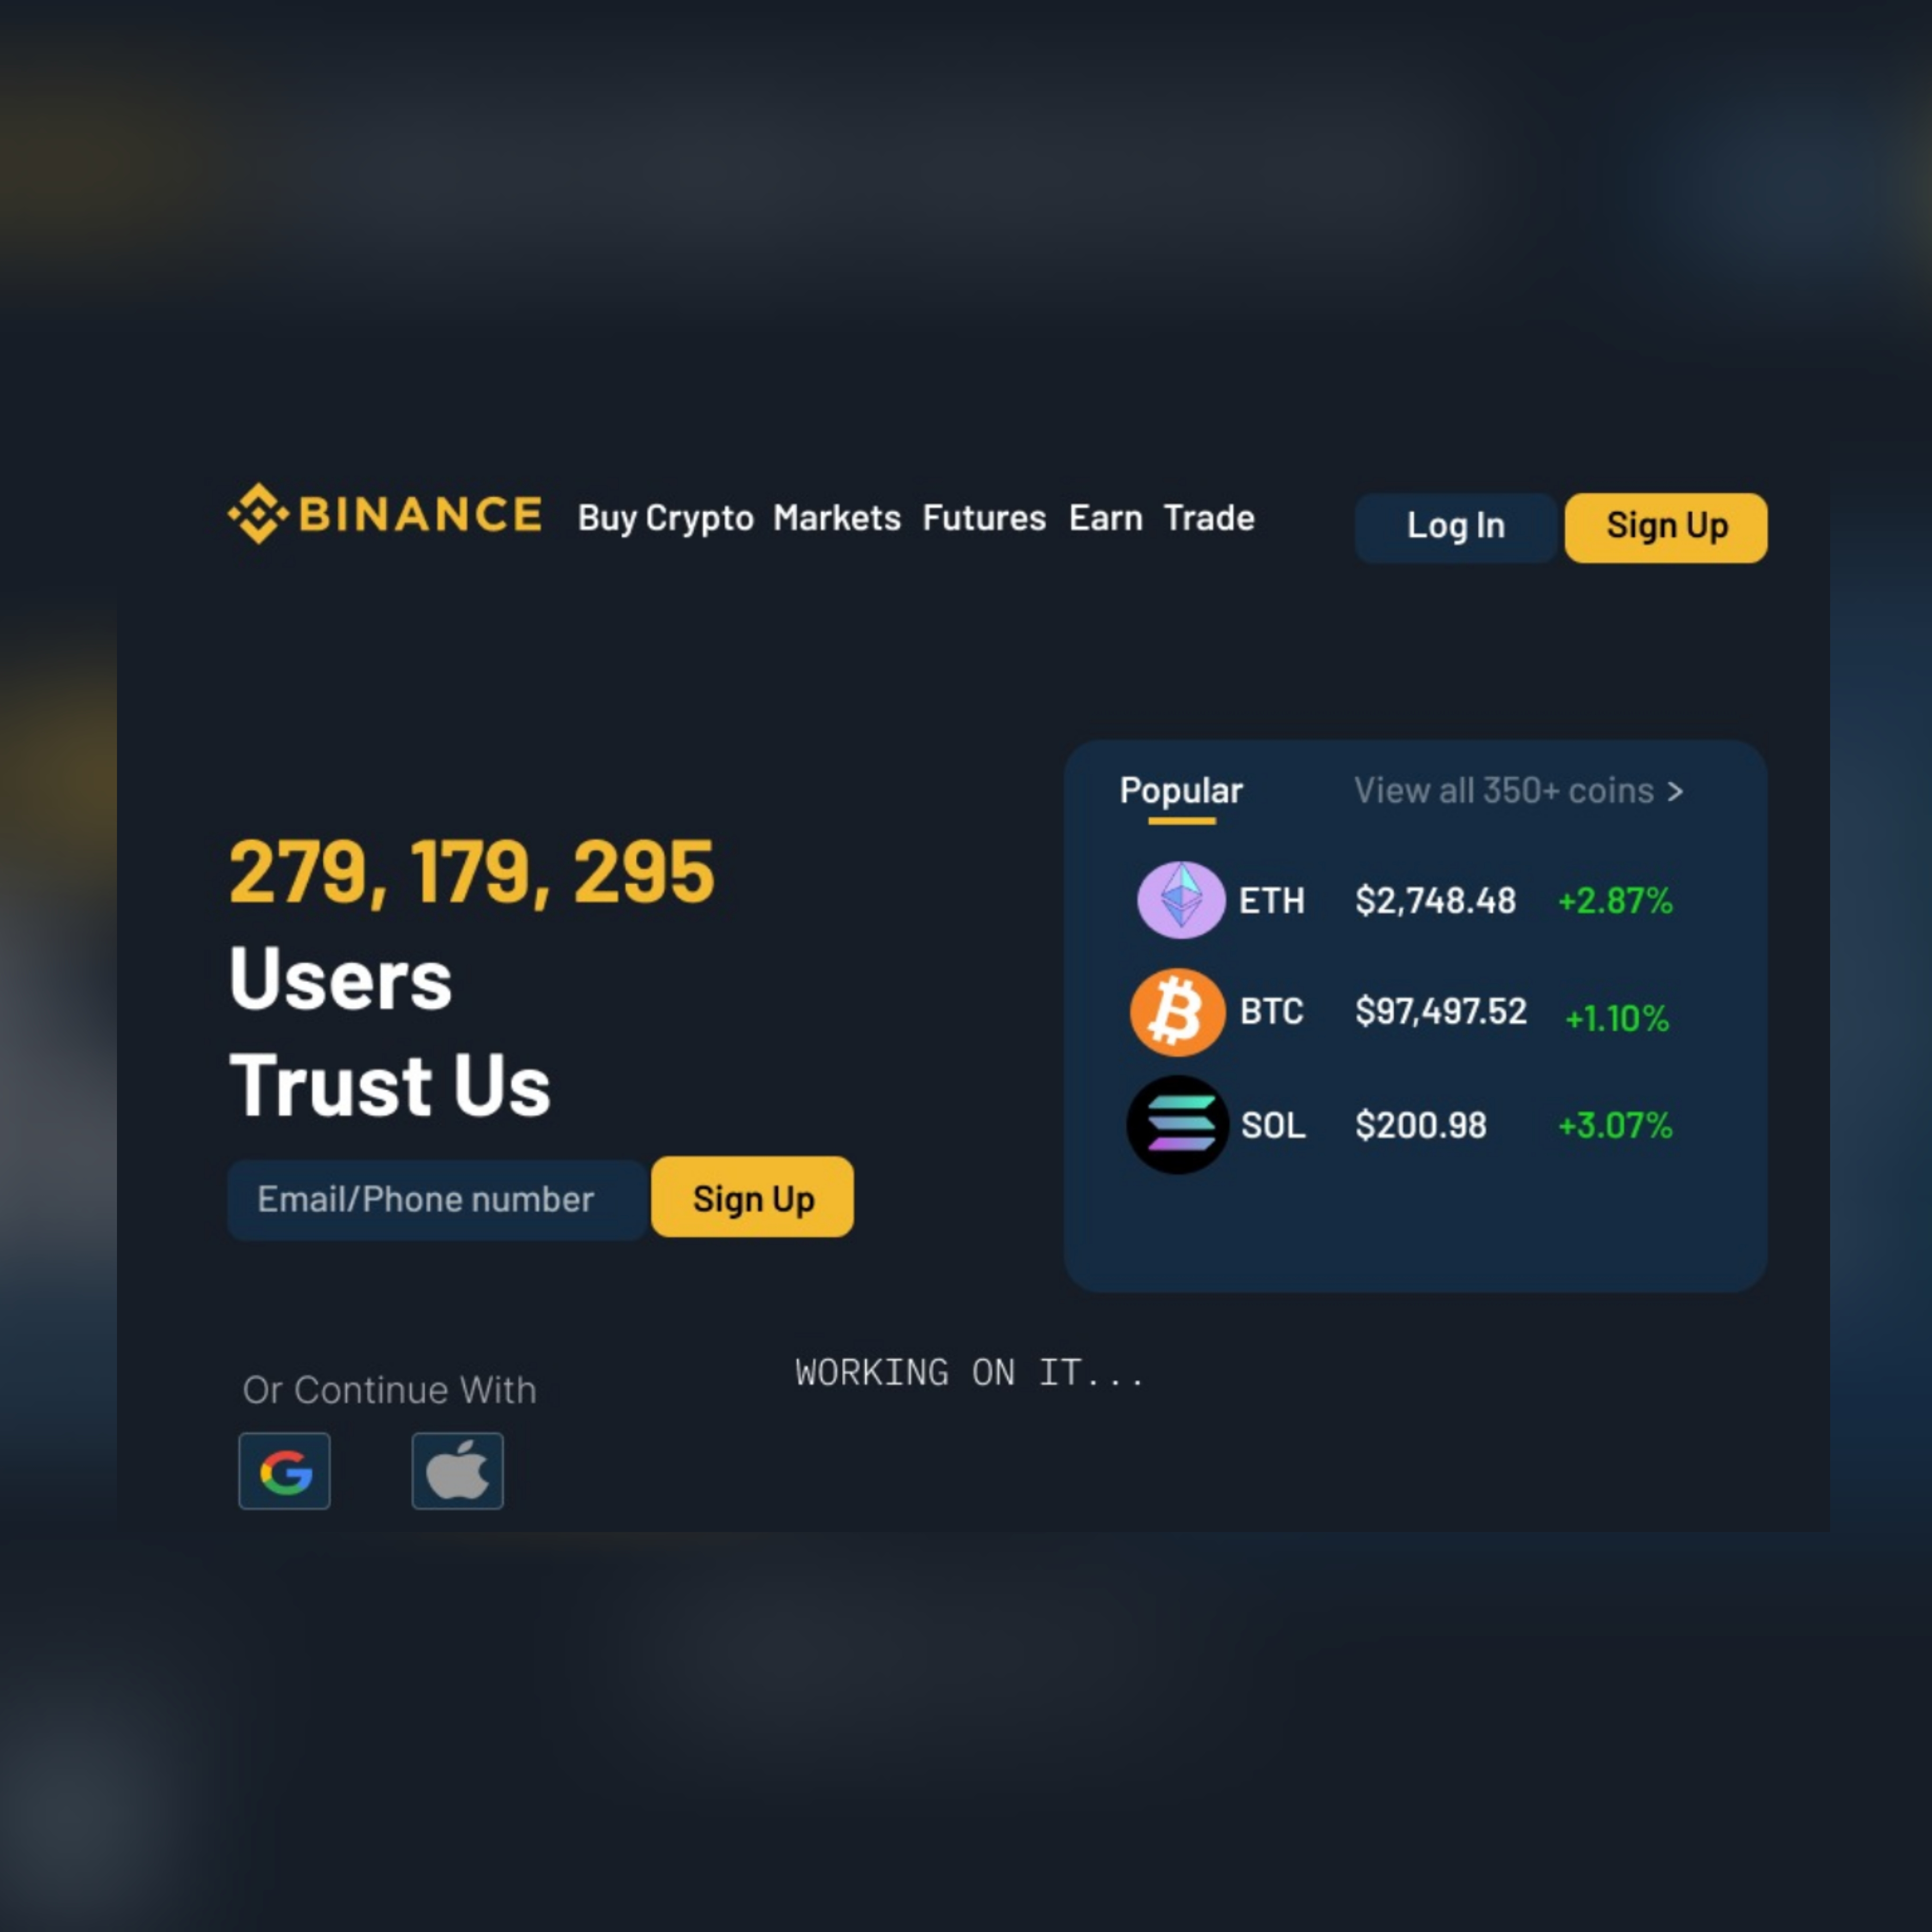 BINANCE Buy Crypto Markets Futures Earn Trade Log In Sign Up
279, 179, 295
Users
Trust Us
Email/Phone number Sign Up
Or Continue With
Popular View all 350+ coins >
ETH $2,748.48 +2.87%
BTC $97,497.52 +1.10%
SOL $200.98 +3.07%
WORKING ON IT...